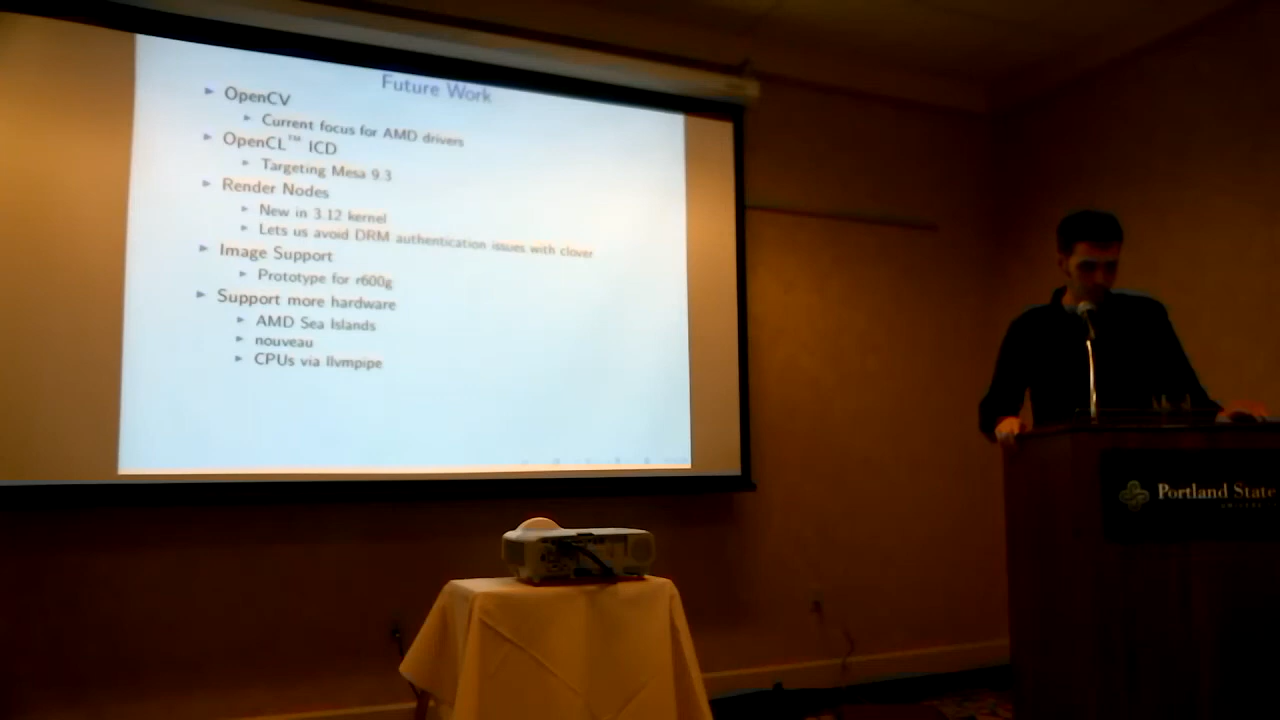 Future Work
OpenCV
Current focus for AMD drivers
OpenCL™ ICD
Targeting Mesa 9.3
Render Nodes
New in 3.12 kernel
Lets us avoid DRM authentication issues with clover
Image Support
Prototype for r600g
Support more hardware
AMD Sea Islands
nouveau
CPUs via llvmpipe
Portland State